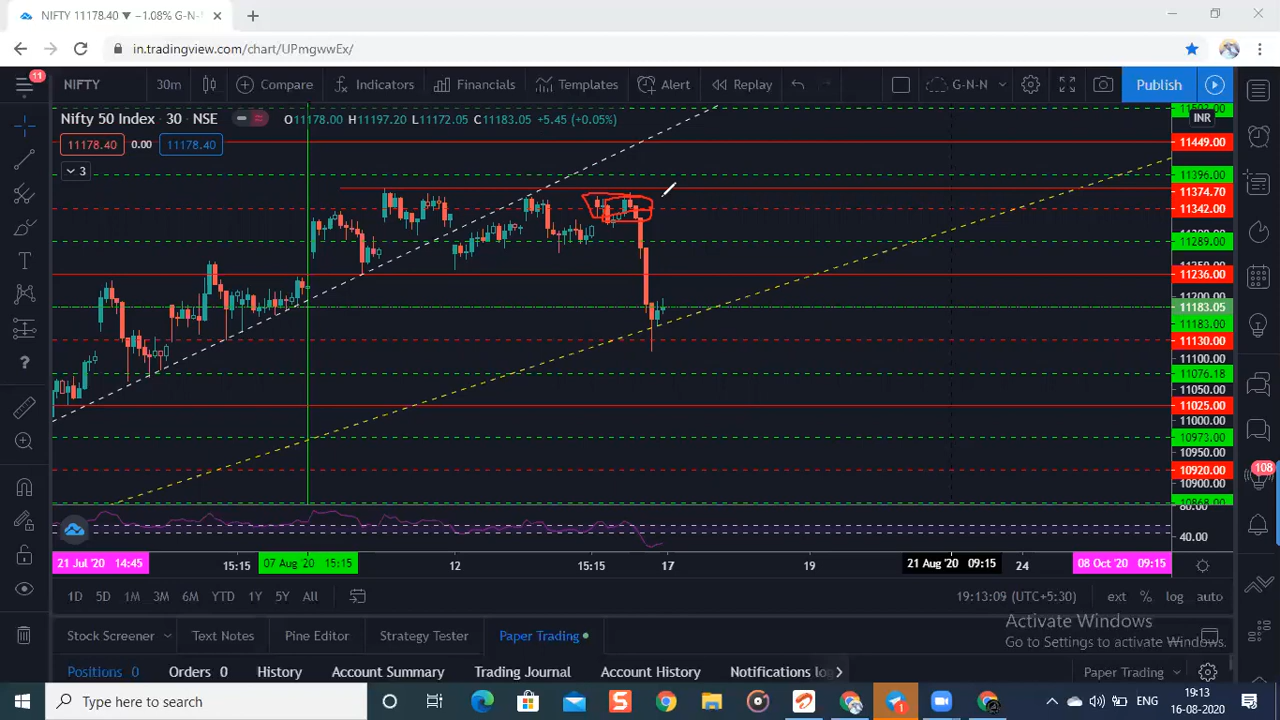 NIFTY 11178.40 ▼ −1.08% G-N-
in.tradingview.com/chart/UPmgwwEx/
11
NIFTY 30m Compare Indicators Financials Templates Alert Replay G-N-N Publish
Nifty 50 Index · 30 · NSE O11178.00 H11197.20 L11172.05 C11183.05 +5.45 (+0.05%)
11178.40 0.00 11178.40
3
INR
11449.00
11396.00
11374.70
11342.00
11289.00
11236.00
11200.00
11183.05
11183.00
11130.00
11100.00
11076.18
11050.00
11025.00
11000.00
10973.00
10950.00
10920.00
10900.00
60.00
40.00
108
21 Jul '20 14:45 15:15 07 Aug '20 15:15 12 15:15 17 19 21 Aug '20 09:15 24 08 Oct '20 09:15
1D 5D 1M 3M 6M YTD 1Y 5Y All 19:13:09 (UTC+5:30) ext % log auto
Activate Windows
Go to Settings to activate Windows.
Stock Screener Text Notes Pine Editor Strategy Tester Paper Trading
Positions 0 Orders 0 History Account Summary Trading Journal Account History Notifications log Paper Trading
Type here to search
1
ENG
19:13
16-08-2020